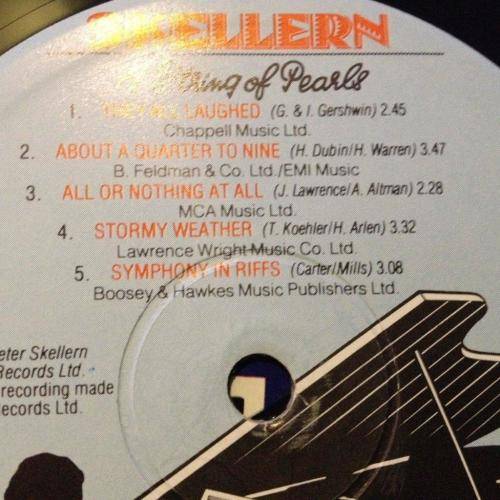 SKELLERN
String of Pearls
1. THEY ALL LAUGHED (G. & I. Gershwin) 2.45
Chappell Music Ltd.
2. ABOUT A QUARTER TO NINE (H. Dubin/H. Warren) 3.47
B. Feldman & Co. Ltd./EMI Music
3. ALL OR NOTHING AT ALL (J. Lawrence/A. Altman) 2.28
MCA Music Ltd.
4. STORMY WEATHER (T. Koehler/H. Arlen) 3.32
Lawrence Wright Music Co. Ltd.
5. SYMPHONY IN RIFFS (Carter/Mills) 3.08
Boosey & Hawkes Music Publishers Ltd.
eter Skellern
Records Ltd.
recording made
ecords Ltd.